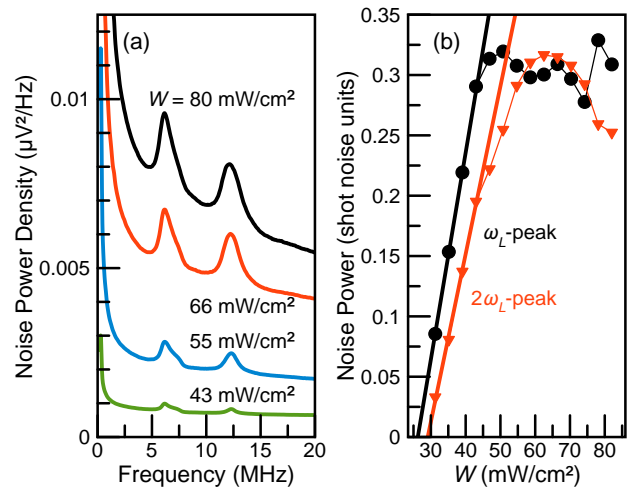 (a)
W = 80 mW/cm²
66 mW/cm²
55 mW/cm²
43 mW/cm²
Noise Power Density (μV²/Hz)
0.01
0.005
0
0 5 10 15 20
Frequency (MHz)
(b)
ω_L-peak
2ω_L-peak
Noise Power (shot noise units)
0.35
0.3
0.25
0.2
0.15
0.1
0.05
0
30 40 50 60 70 80
W (mW/cm²)